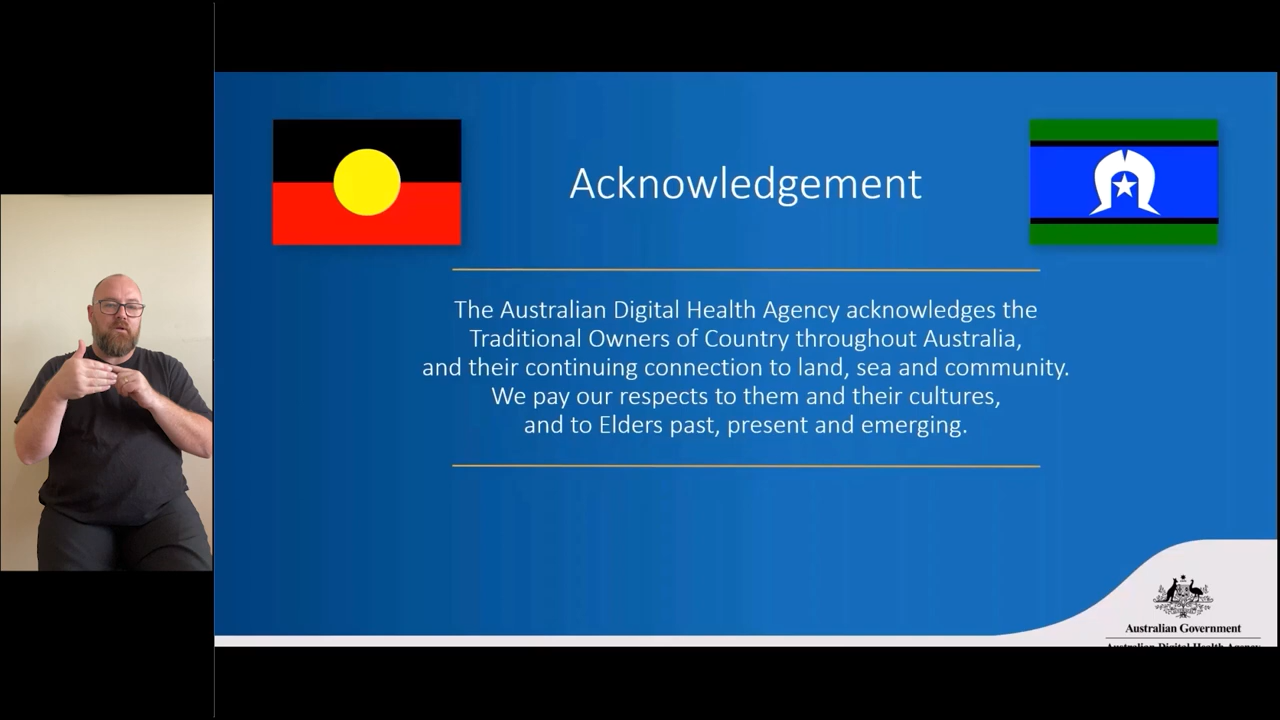 Acknowledgement
The Australian Digital Health Agency acknowledges the
Traditional Owners of Country throughout Australia,
and their continuing connection to land, sea and community.
We pay our respects to them and their cultures,
and to Elders past, present and emerging.
Australian Government
Australian Digital Health Agency